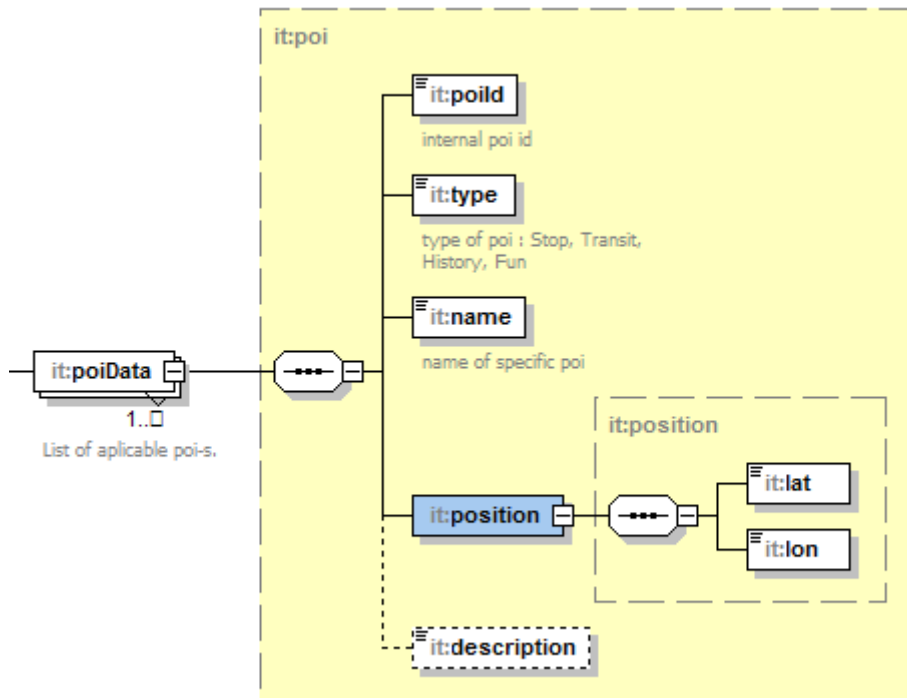 it:poi
it:poiId
internal poi id
it:type
type of poi : Stop, Transit,
History, Fun
it:name
name of specific poi
it:poiData
1..□
List of aplicable poi-s.
it:position
it:position
it:lat
it:lon
it:description